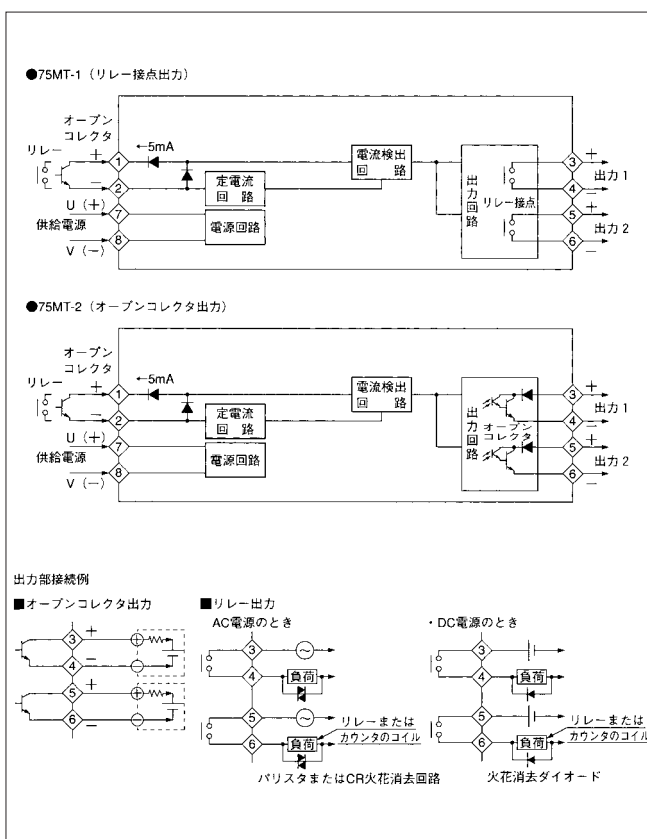 ●75MT-1（リレー接点出力）
オープン
コレクタ
リレー
+
−
1
2
←5mA
定電流
回 路
電流検出
回 路
U（+）
供給電源
V（−）
7
8
電源回路
出力回路
リレー接点
3
4
5
6
+
出力 1
−
+
出力 2
−
●75MT-2（オープンコレクタ出力）
オープン
コレクタ
リレー
+
−
1
2
←5mA
定電流
回 路
電流検出
回 路
U（+）
供給電源
V（−）
7
8
電源回路
出力回路
オープン
コレクタ
3
4
5
6
+
出力 1
−
+
出力 2
−
出力部接続例
■オープンコレクタ出力
3
+
4
−
5
+
6
−
■リレー出力
AC電源のとき
3
4
負荷
5
6
負荷
リレーまたは
カウンタのコイル
バリスタまたはCR火花消去回路
・DC電源のとき
3
4
負荷
5
6
負荷
リレーまたは
カウンタのコイル
火花消去ダイオード